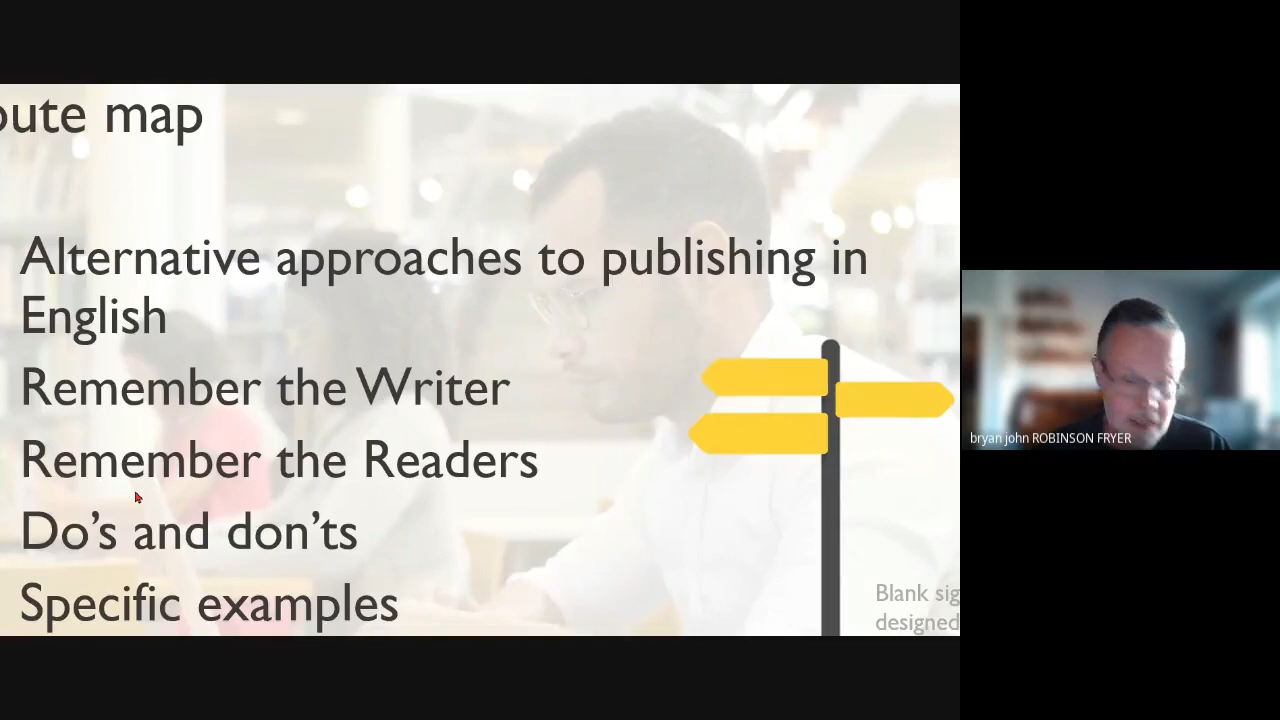 oute map
Alternative approaches to publishing in
English
Remember the Writer
Remember the Readers
Do’s and don’ts
Specific examples
Blank sig
designed
bryan john ROBINSON FRYER